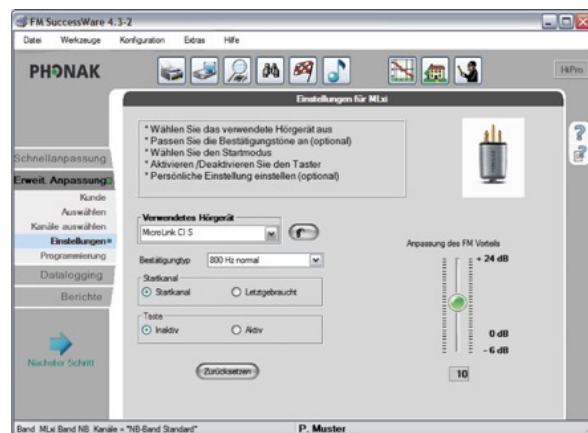 FM SuccessWare 4.3-2
Datei Werkzeuge Konfiguration Extras Hilfe
PHONAK
HiPro
Einstellungen für MLxi
* Wählen Sie das verwendete Hörgerät aus
* Passen Sie die Bestätigungstöne an (optional)
* Wählen Sie den Startmodus
* Aktivieren /Deaktivieren Sie den Taster
* Persönliche Einstellung einstellen (optional)
Schnellanpassung
Erweit. Anpassung
Kunde
Auswählen
Kanäle auswählen
Einstellungen
Programmierung
Datalogging
Berichte
Nächster Schritt
Verwendetes Hörgerät
MicroLink CI S
Bestätigungtyp 800 Hz normal
Startkanal
Startkanal Letztgebraucht
Taste
Inaktiv Aktiv
Zurücksetzen
Anpassung des FM Vorteils
+ 24 dB
0 dB
- 6 dB
10
Band MLxi Band NB Kanäle = "NB-Band Standard" P. Muster